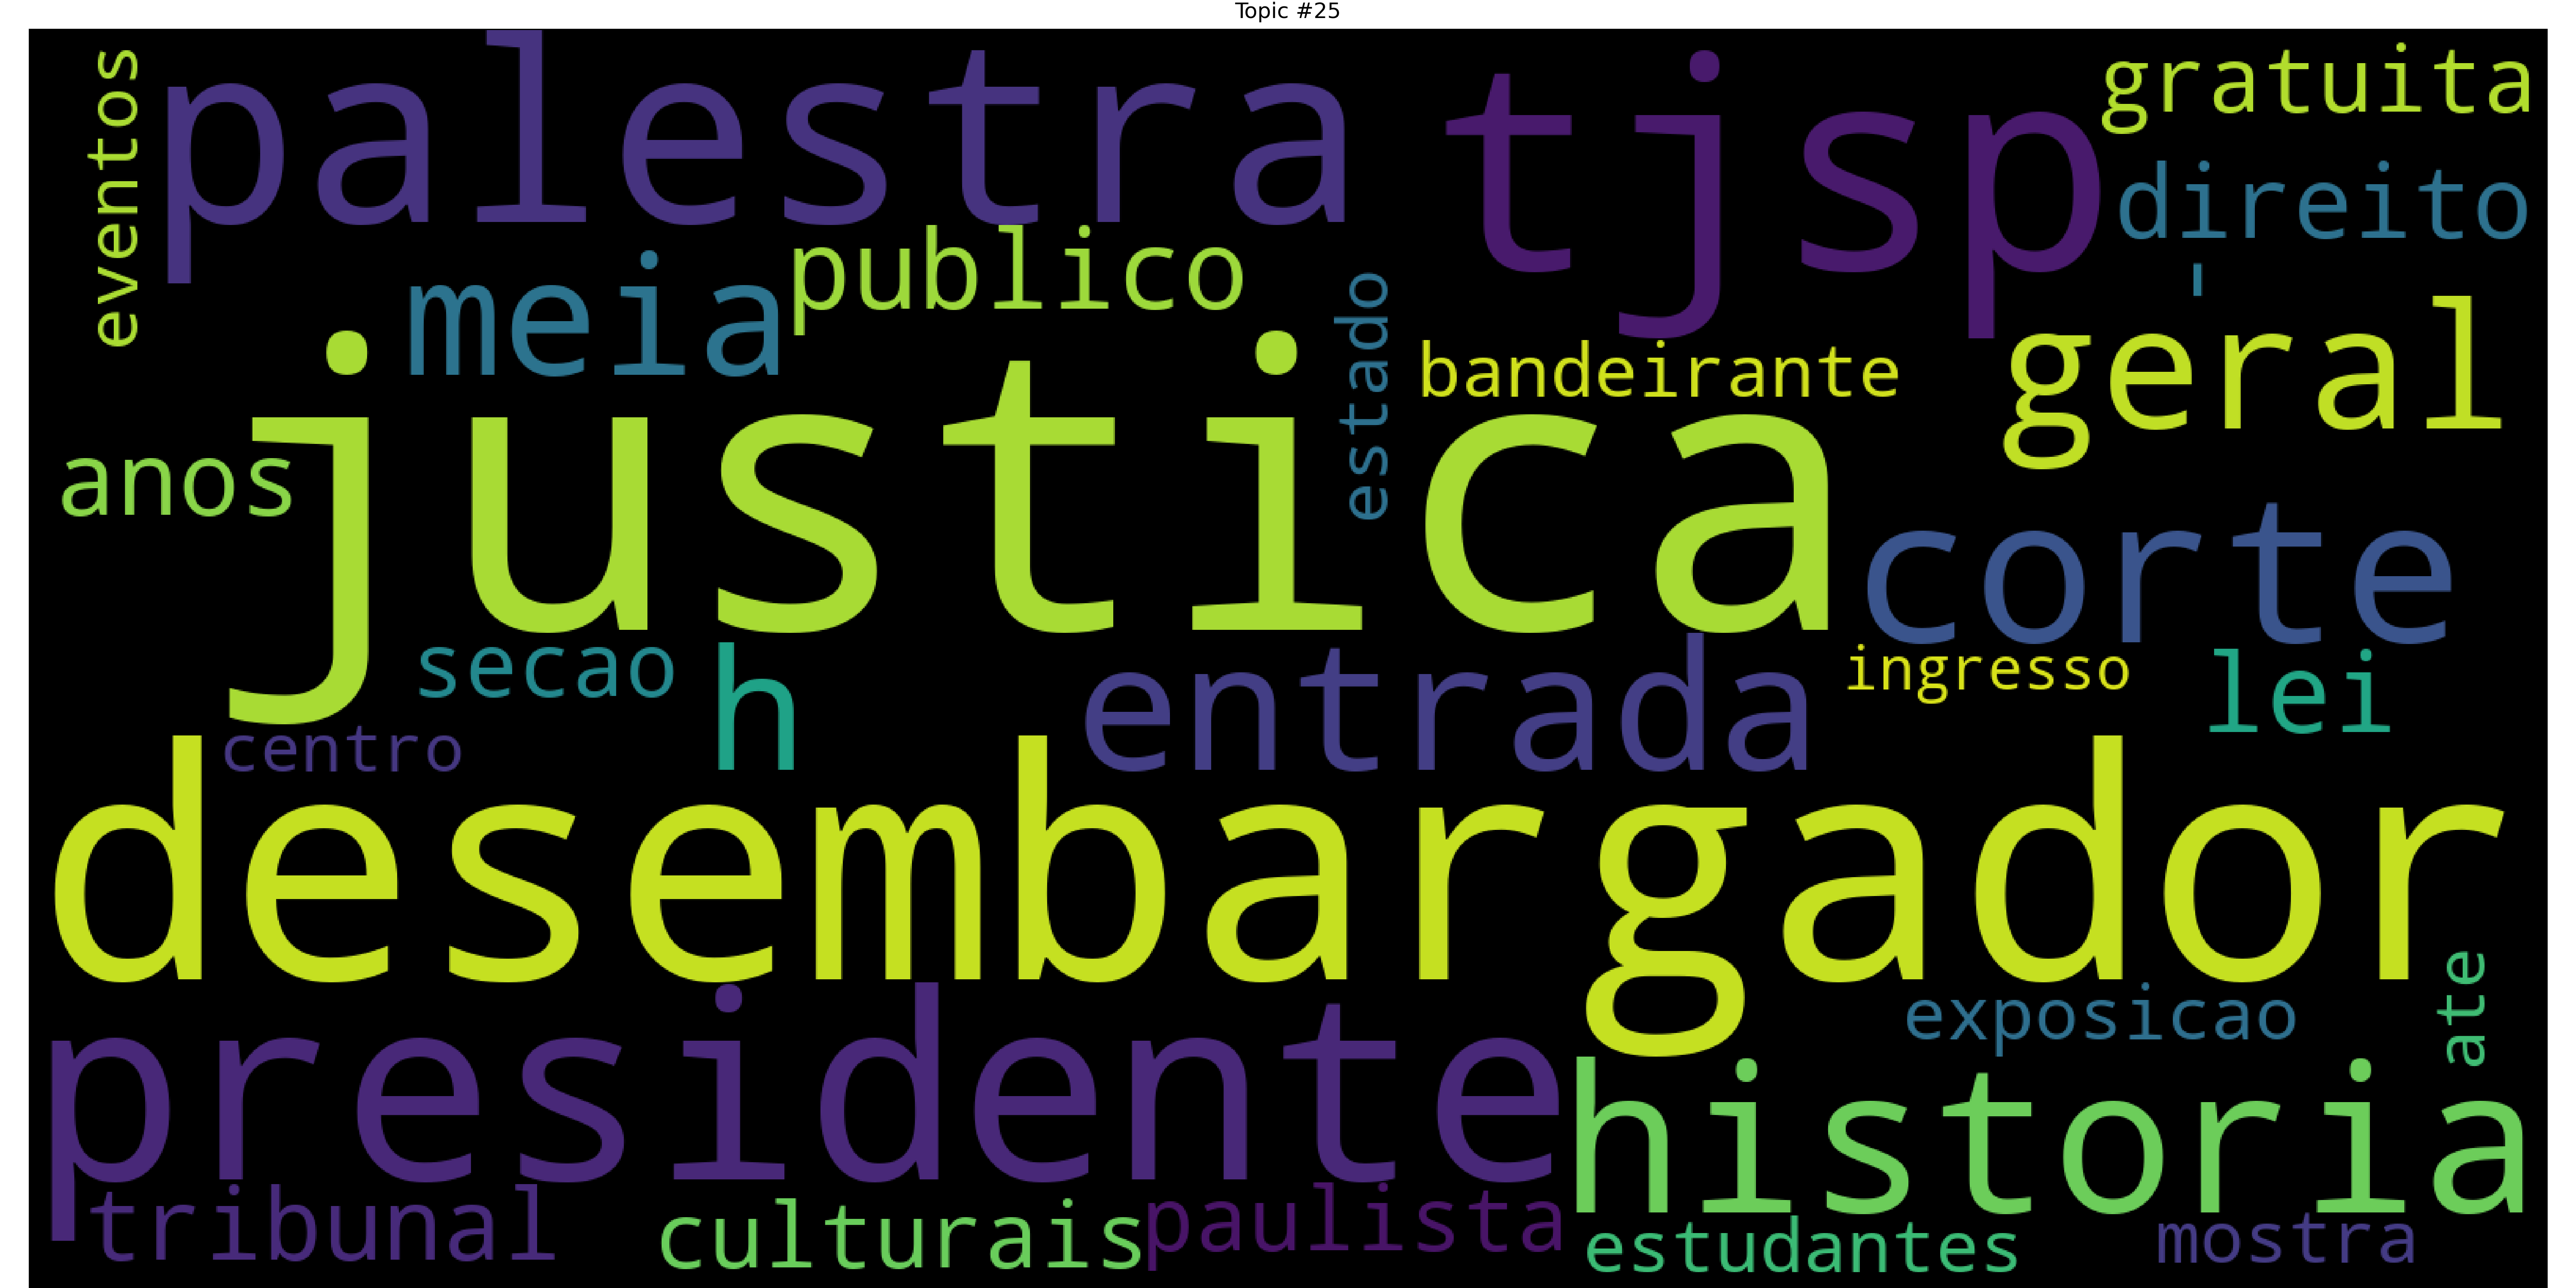 Topic #25
eventos
palestra
tjsp
gratuita
direito
meia
publico
estado
bandeirante
'
geral
anos
justica
corte
secao
h
entrada
ingresso
lei
centro
desembargador
presidente
exposicao
ate
historia
tribunal
culturais
paulista
estudantes
mostra